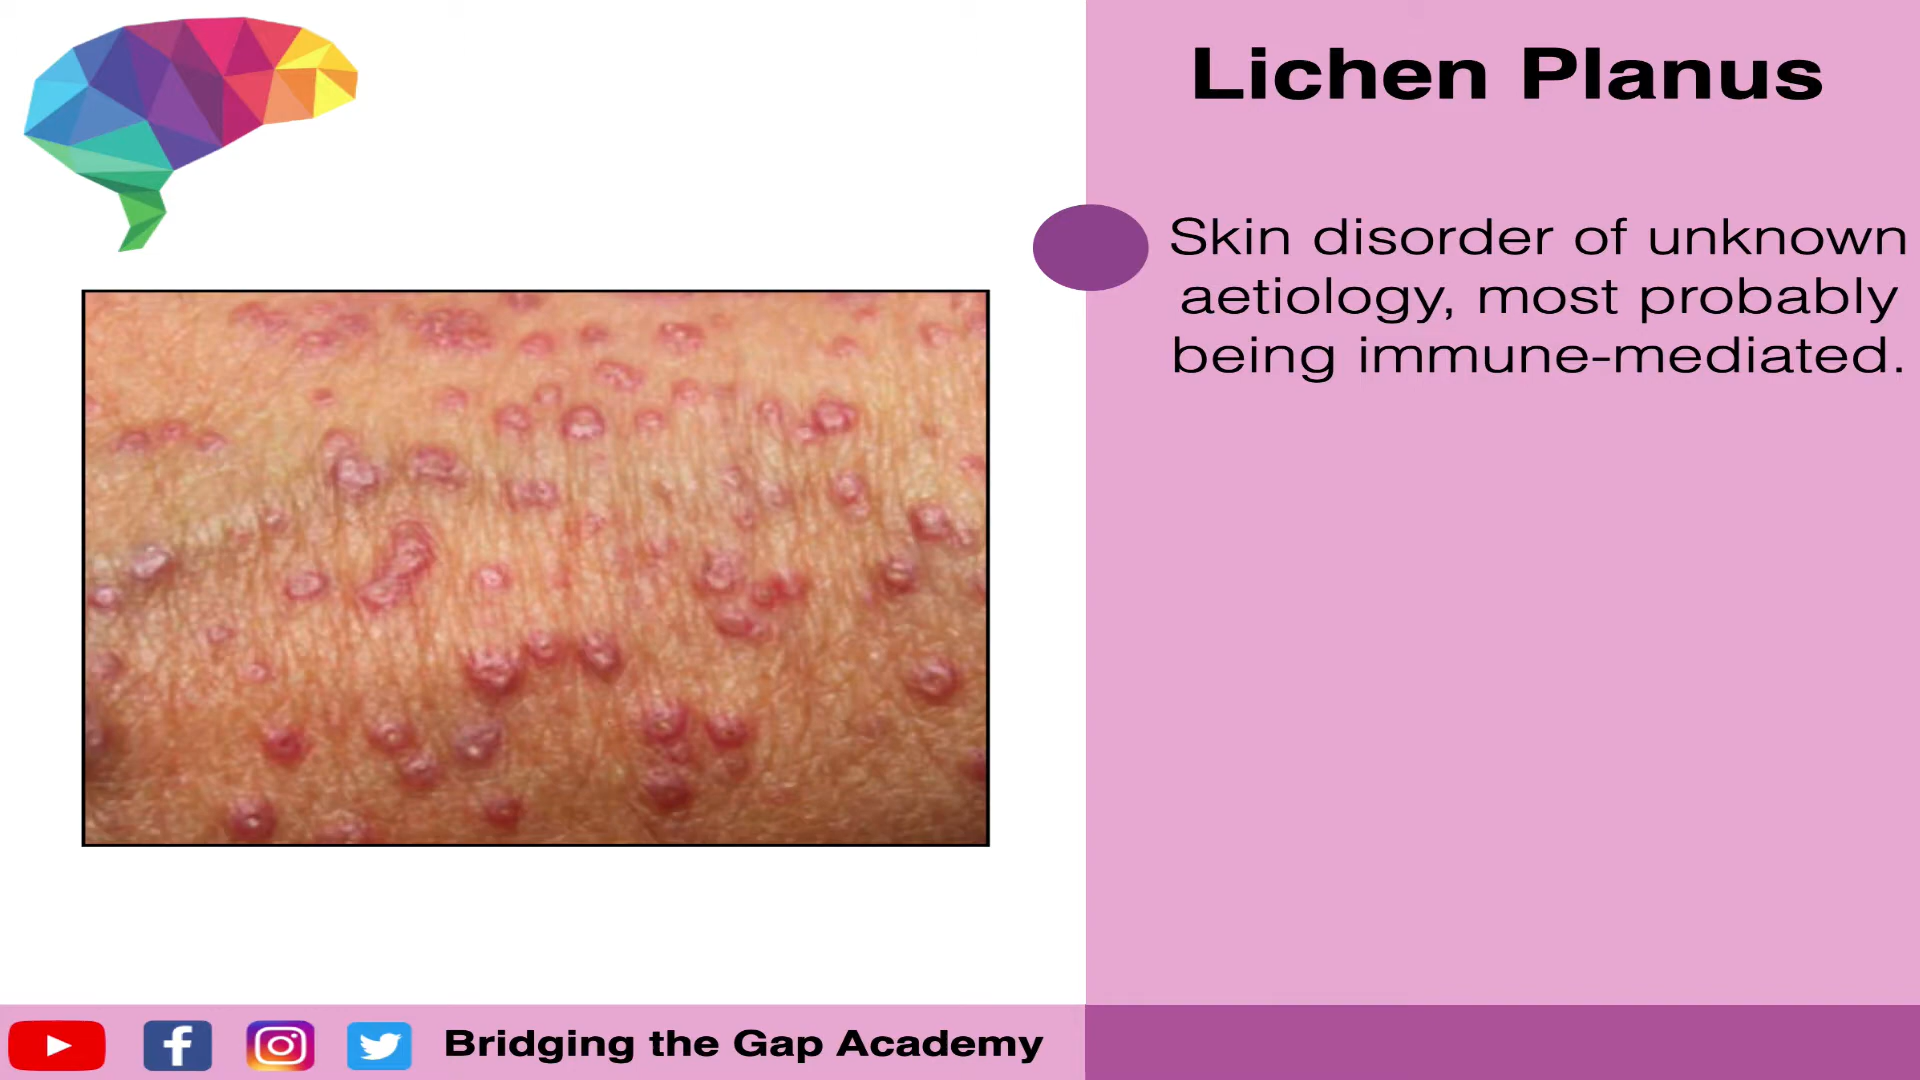 Lichen Planus
Skin disorder of unknown
aetiology, most probably
being immune-mediated.
Bridging the Gap Academy